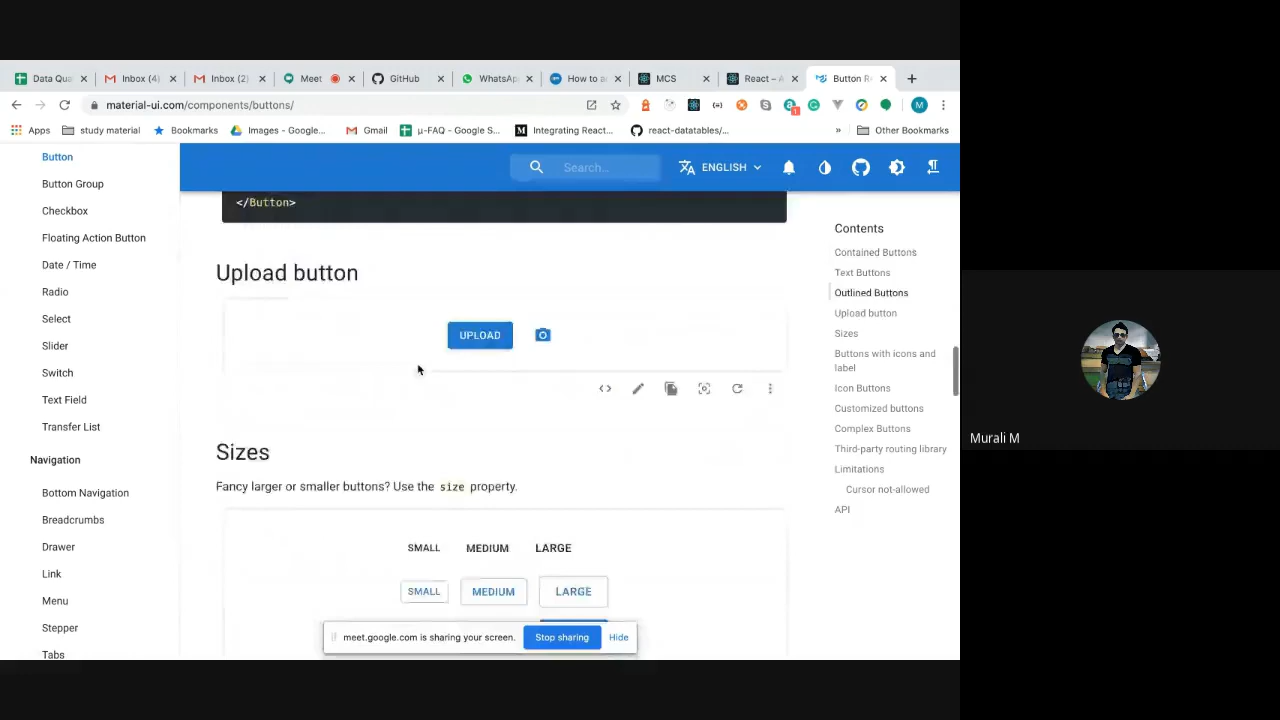 Data Qua
Inbox (4)
Inbox (2)
Meet
GitHub
WhatsAp
How to a
MCS
React – A
Button R
material-ui.com/components/buttons/
Apps
study material
Bookmarks
Images - Google...
Gmail
µ-FAQ - Google S...
Integrating React...
react-datatables/...
»
Other Bookmarks
Button
Button Group
Checkbox
Floating Action Button
Date / Time
Radio
Select
Slider
Switch
Text Field
Transfer List
Navigation
Bottom Navigation
Breadcrumbs
Drawer
Link
Menu
Stepper
Tabs
Search...
ENGLISH
</Button>
Upload button
UPLOAD
Sizes
Fancy larger or smaller buttons? Use the size property.
SMALL MEDIUM LARGE
SMALL MEDIUM LARGE
meet.google.com is sharing your screen. Stop sharing Hide
Contents
Contained Buttons
Text Buttons
Outlined Buttons
Upload button
Sizes
Buttons with icons and
label
Icon Buttons
Customized buttons
Complex Buttons
Third-party routing library
Limitations
Cursor not-allowed
API
Murali M